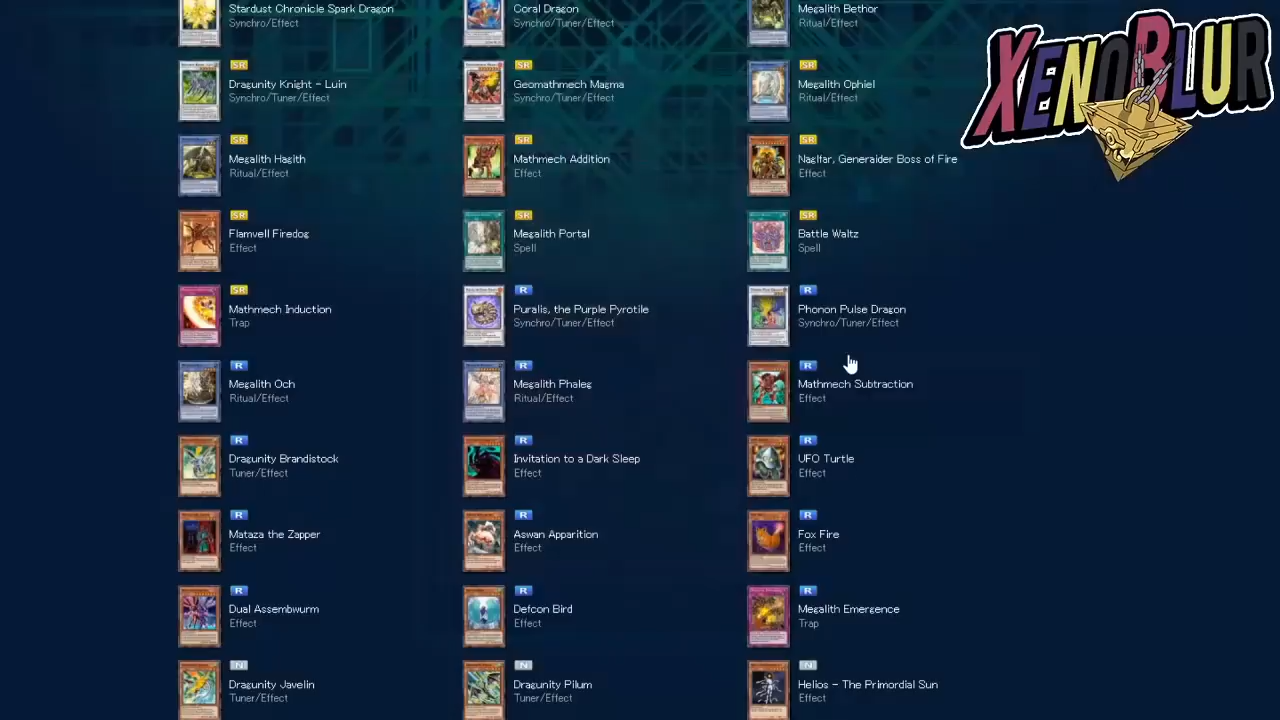 Stardust Chronicle Spark Dragon
Synchro/Effect
Coral Dragon
Synchro/Tuner/Effect
Megalith Bethor
Ritual/Effect
XENOBLUR
SR
Dragunity Knight - Luin
Synchro/Tuner/Effect
SR
Geomathmech Magma
Synchro/Tuner/Effect
SR
Megalith Ophiel
Ritual/Effect
SR
Megalith Hagith
Ritual/Effect
SR
Mathmech Addition
Effect
SR
Naglfar, Generaider Boss of Fire
Effect
SR
Flamvell Firedog
Effect
SR
Megalith Portal
Spell
SR
Battle Waltz
Spell
SR
Mathmech Induction
Trap
R
Puralis, the Purple Pyrotile
Synchro/Tuner/Effect
R
Phonon Pulse Dragon
Synchro/Tuner/Effect
R
Megalith Och
Ritual/Effect
R
Megalith Phaleg
Ritual/Effect
R
Mathmech Subtraction
Effect
R
Dragunity Brandistock
Tuner/Effect
R
Invitation to a Dark Sleep
Effect
R
UFO Turtle
Effect
R
Mataza the Zapper
Effect
R
Aswan Apparition
Effect
R
Fox Fire
Effect
R
Dual Assembwurm
Effect
R
Defcon Bird
Effect
R
Megalith Emergence
Trap
N
Dragunity Javelin
Tuner/Effect
N
Dragunity Pilum
Tuner/Effect
N
Helios - The Primordial Sun
Effect